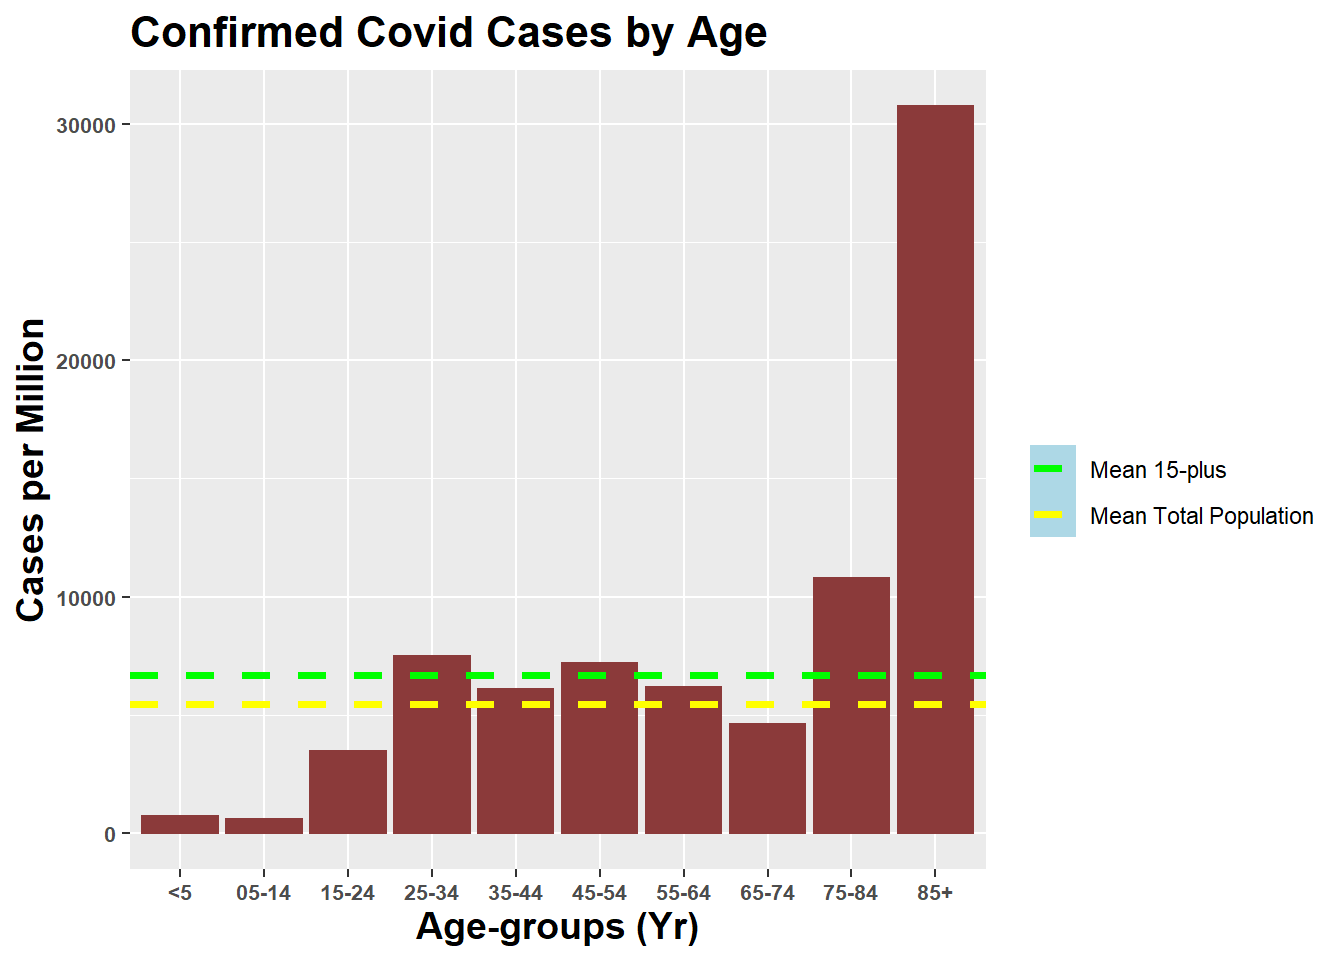 Confirmed Covid Cases by Age
Cases per Million
30000
20000
10000
0
<5 05-14 15-24 25-34 35-44 45-54 55-64 65-74 75-84 85+
Age-groups (Yr)
Mean 15-plus
Mean Total Population